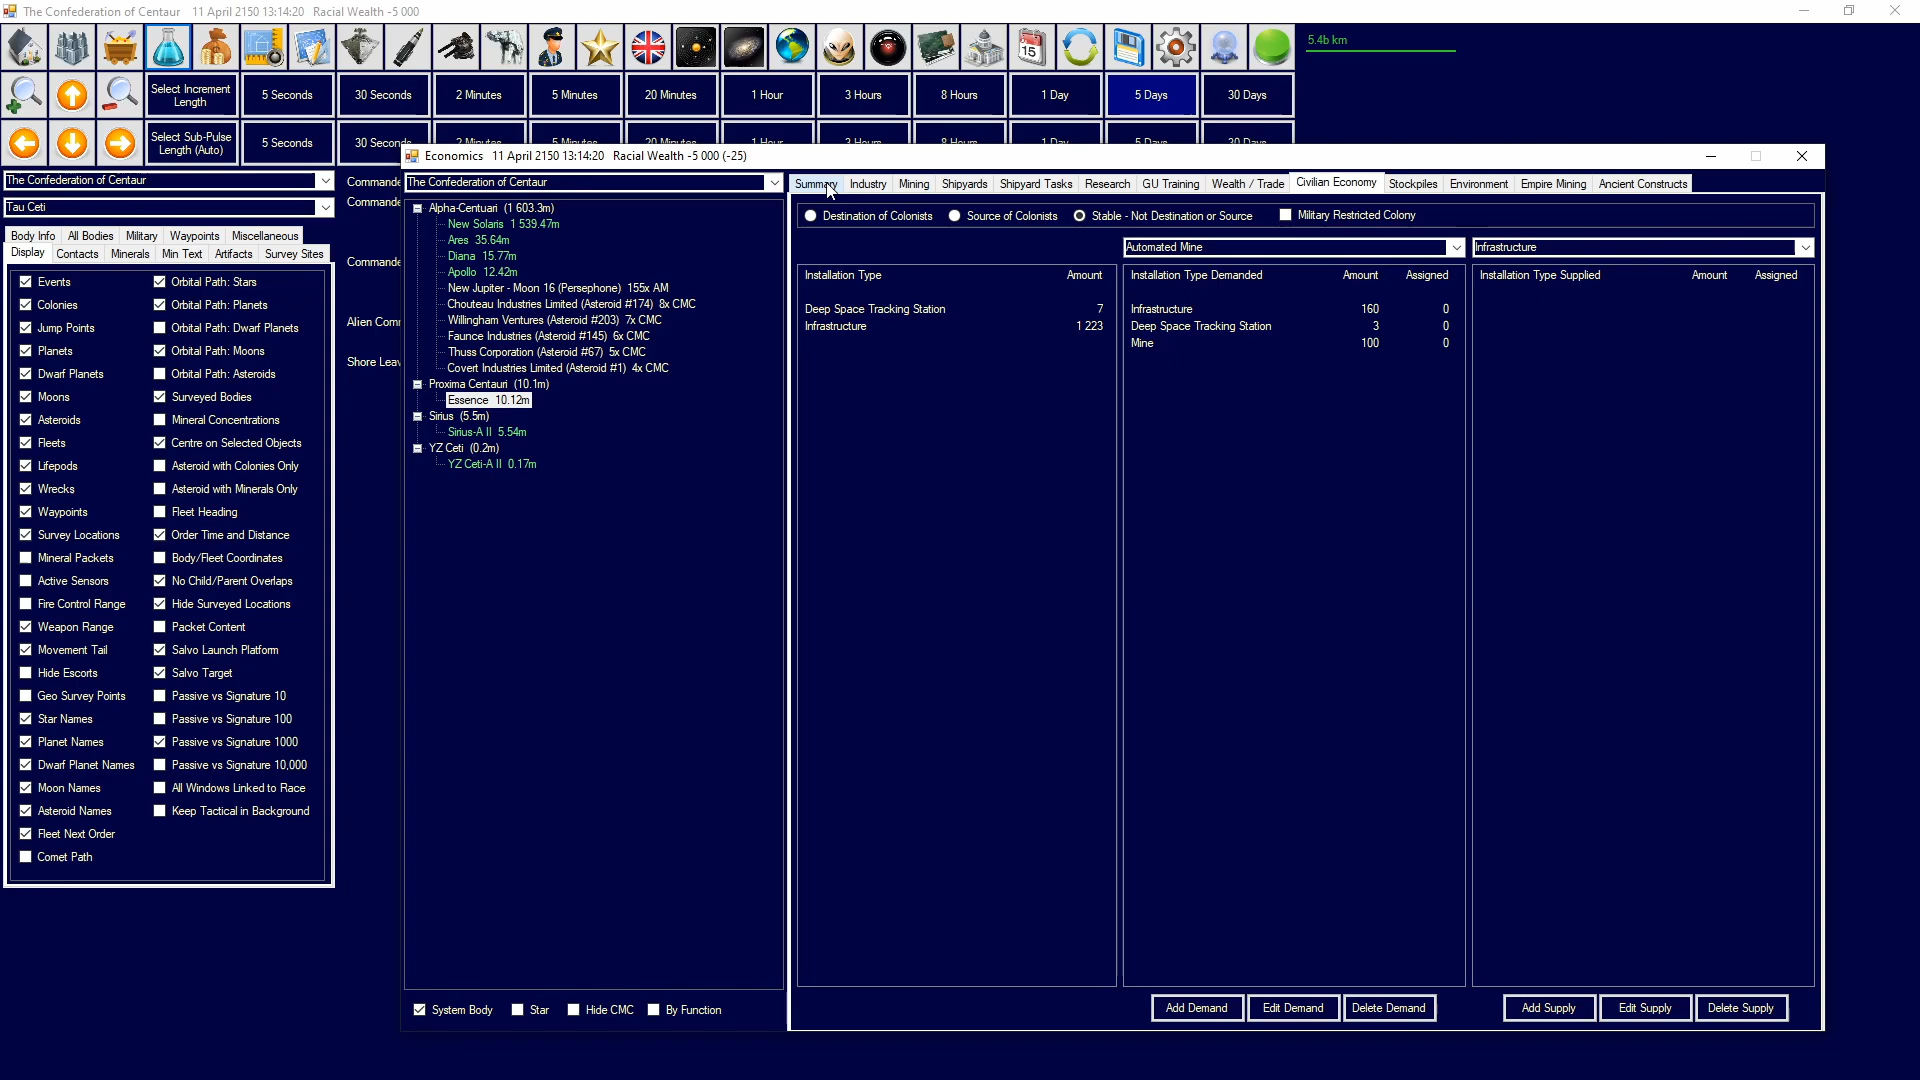 The Confederation of Centaur   11 April 2150 13:14:20   Racial Wealth -5 000
5.4b km
Select Increment Length
5 Seconds
30 Seconds
2 Minutes
5 Minutes
20 Minutes
1 Hour
3 Hours
8 Hours
1 Day
5 Days
30 Days
Select Sub-Pulse Length (Auto)
5 Seconds
30 Seconds
2 Minutes
5 Minutes
20 Minutes
1 Hour
3 Hours
8 Hours
1 Day
5 Days
30 Days
The Confederation of Centaur
Tau Ceti
Body Info   All Bodies   Military   Waypoints   Miscellaneous
Display   Contacts   Minerals   Min Text   Artifacts   Survey Sites
Events   Orbital Path: Stars
Colonies   Orbital Path: Planets
Jump Points   Orbital Path: Dwarf Planets
Planets   Orbital Path: Moons
Dwarf Planets   Orbital Path: Asteroids
Moons   Surveyed Bodies
Asteroids   Mineral Concentrations
Fleets   Centre on Selected Objects
Lifepods   Asteroid with Colonies Only
Wrecks   Asteroid with Minerals Only
Waypoints   Fleet Heading
Survey Locations   Order Time and Distance
Mineral Packets   Body/Fleet Coordinates
Active Sensors   No Child/Parent Overlaps
Fire Control Range   Hide Surveyed Locations
Weapon Range   Packet Content
Movement Tail   Salvo Launch Platform
Hide Escorts   Salvo Target
Geo Survey Points   Passive vs Signature 10
Star Names   Passive vs Signature 100
Planet Names   Passive vs Signature 1000
Dwarf Planet Names   Passive vs Signature 10,000
Moon Names   All Windows Linked to Race
Asteroid Names   Keep Tactical in Background
Fleet Next Order
Comet Path
Commande
Commande
Commande
Alien Com
Shore Leav
Economics   11 April 2150 13:14:20   Racial Wealth -5 000 (-25)
The Confederation of Centaur
Summary   Industry   Mining   Shipyards   Shipyard Tasks   Research   GU Training   Wealth / Trade   Civilian Economy   Stockpiles   Environment   Empire Mining   Ancient Constructs
Alpha-Centuari  (1 603.3m)
New Solaris  1 539.47m
Ares  35.64m
Diana  15.77m
Apollo  12.42m
New Jupiter - Moon 16 (Persephone)  155x AM
Chouteau Industries Limited (Asteroid #174)  8x CMC
Willingham Ventures (Asteroid #203)  7x CMC
Faunce Industries (Asteroid #145)  6x CMC
Thuss Corporation (Asteroid #67)  5x CMC
Covert Industries Limited (Asteroid #1)  4x CMC
Proxima Centauri  (10.1m)
Essence  10.12m
Sirius  (5.5m)
Sirius-A II  5.54m
YZ Ceti  (0.2m)
YZ Ceti-A II  0.17m
System Body   Star   Hide CMC   By Function
Destination of Colonists   Source of Colonists   Stable - Not Destination or Source   Military Restricted Colony
Automated Mine
Infrastructure
Installation Type   Amount
Deep Space Tracking Station   7
Infrastructure   1 223
Installation Type Demanded   Amount   Assigned
Infrastructure   160   0
Deep Space Tracking Station   3   0
Mine   100   0
Installation Type Supplied   Amount   Assigned
Add Demand   Edit Demand   Delete Demand
Add Supply   Edit Supply   Delete Supply